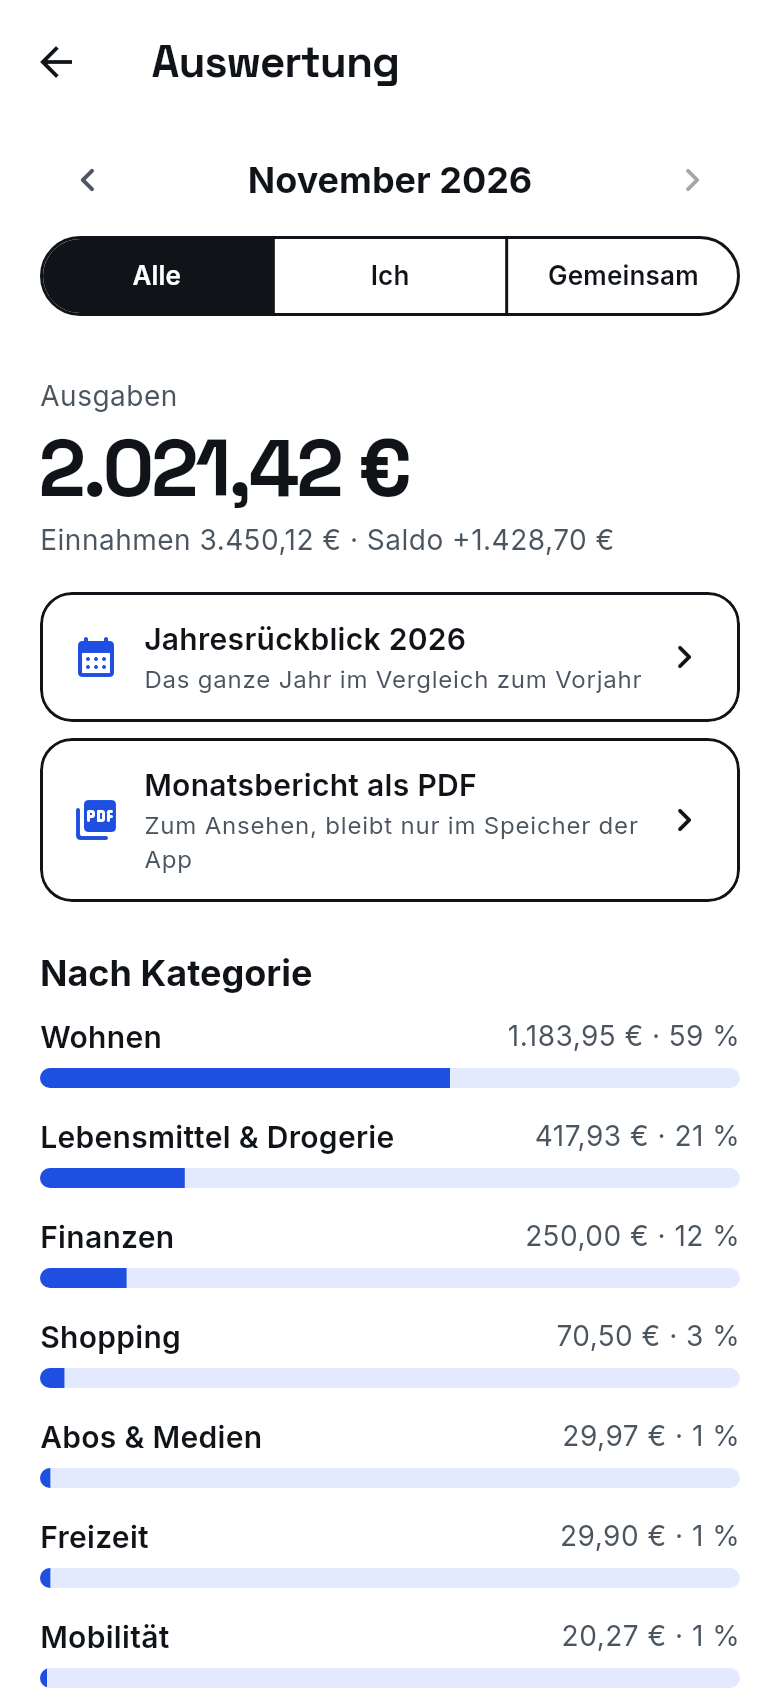 Auswertung
November 2026
Alle Ich Gemeinsam
Ausgaben
2.021,42 €
Einnahmen 3.450,12 € · Saldo +1.428,70 €
Jahresrückblick 2026
Das ganze Jahr im Vergleich zum Vorjahr
PDF
Monatsbericht als PDF
Zum Ansehen, bleibt nur im Speicher der
App
Nach Kategorie
Wohnen 1.183,95 € · 59 %
Lebensmittel & Drogerie 417,93 € · 21 %
Finanzen 250,00 € · 12 %
Shopping 70,50 € · 3 %
Abos & Medien 29,97 € · 1 %
Freizeit 29,90 € · 1 %
Mobilität 20,27 € · 1 %